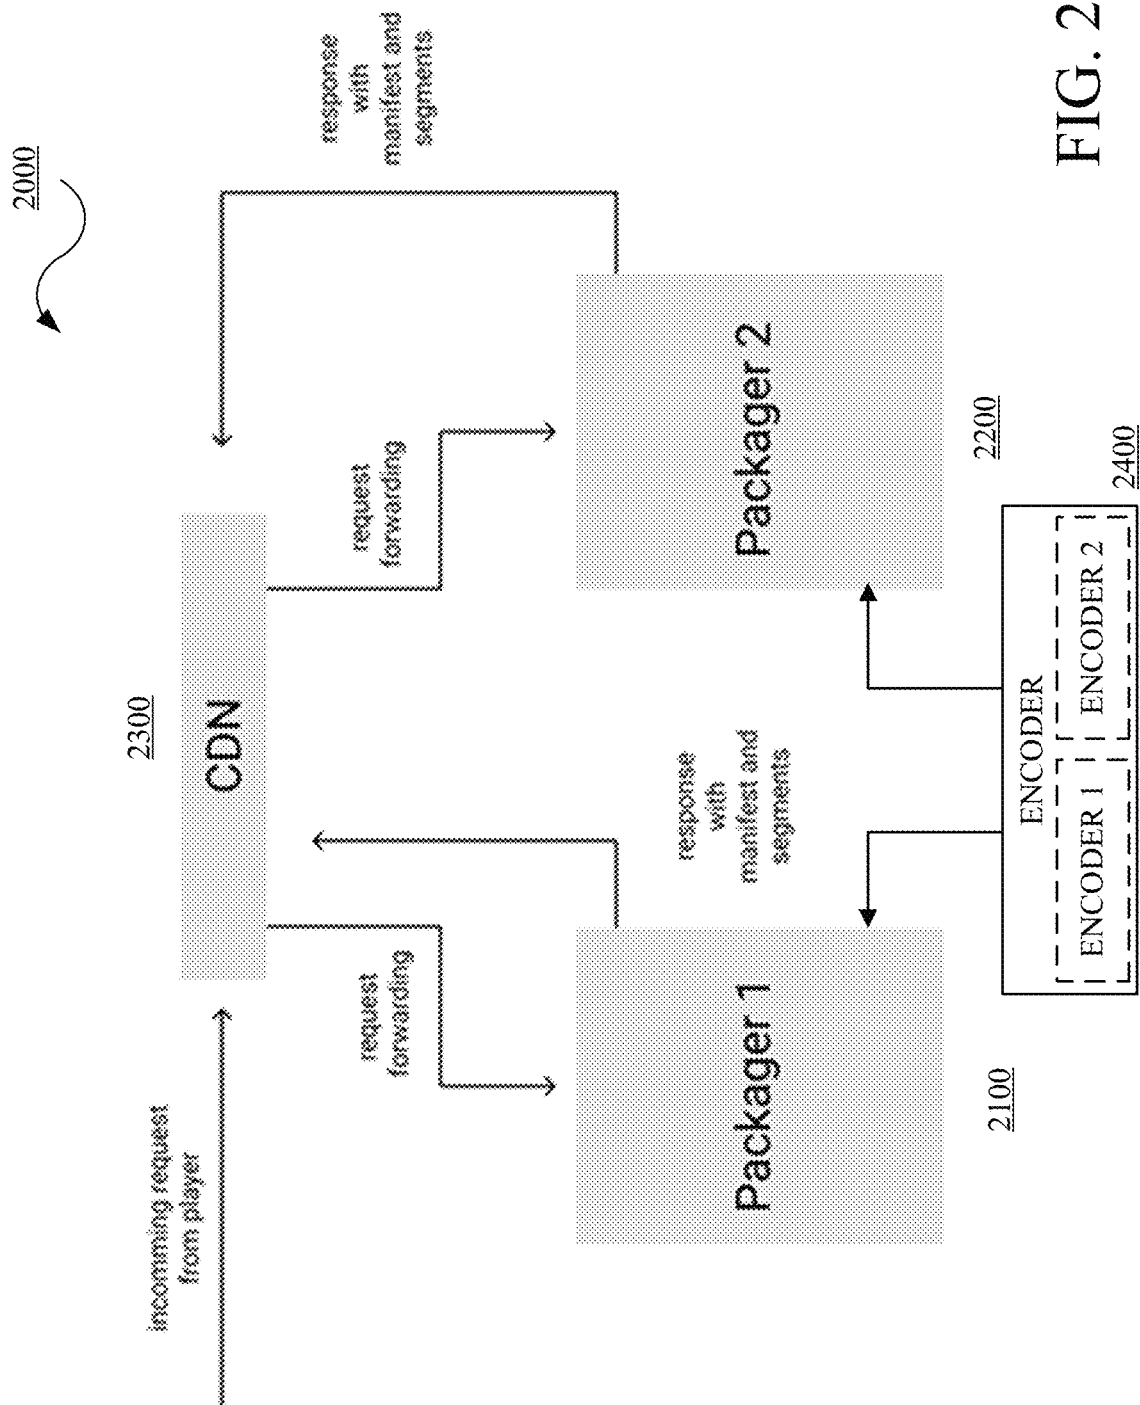 2000
incomming request
from player
2300
CDN
request
forwarding
request
forwarding
response
with
manifest and
segments
response
with
manifest and
segments
Packager 1
Packager 2
2100
2200
ENCODER
ENCODER 1
ENCODER 2
2400
FIG. 2